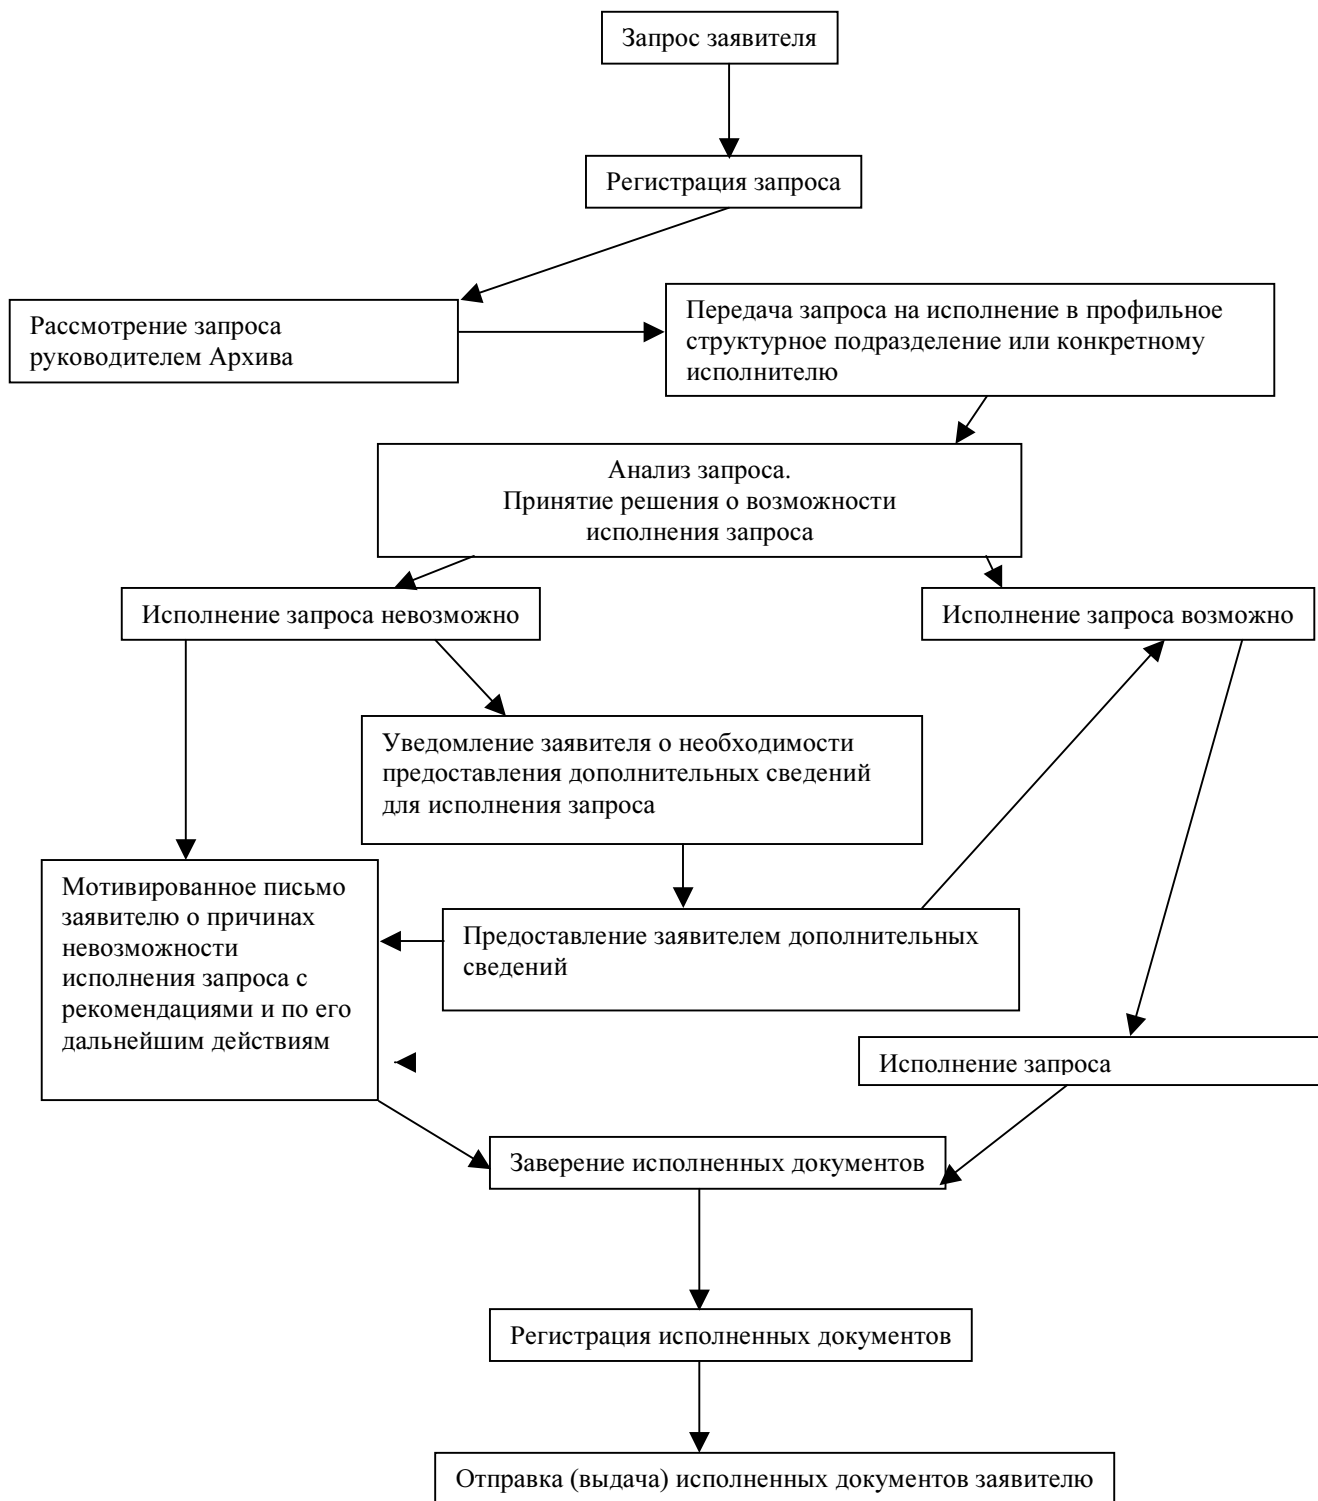 Запрос заявителя
Регистрация запроса
Рассмотрение запроса
руководителем Архива
Передача запроса на исполнение в профильное
структурное подразделение или конкретному
исполнителю
Анализ запроса.
Принятие решения о возможности
исполнения запроса
Исполнение запроса невозможно
Исполнение запроса возможно
Уведомление заявителя о необходимости
предоставления дополнительных сведений
для исполнения запроса
Мотивированное письмо
заявителю о причинах
невозможности
исполнения запроса с
рекомендациями и по его
дальнейшим действиям
Предоставление заявителем дополнительных
сведений
Исполнение запроса
Заверение исполненных документов
Регистрация исполненных документов
Отправка (выдача) исполненных документов заявителю